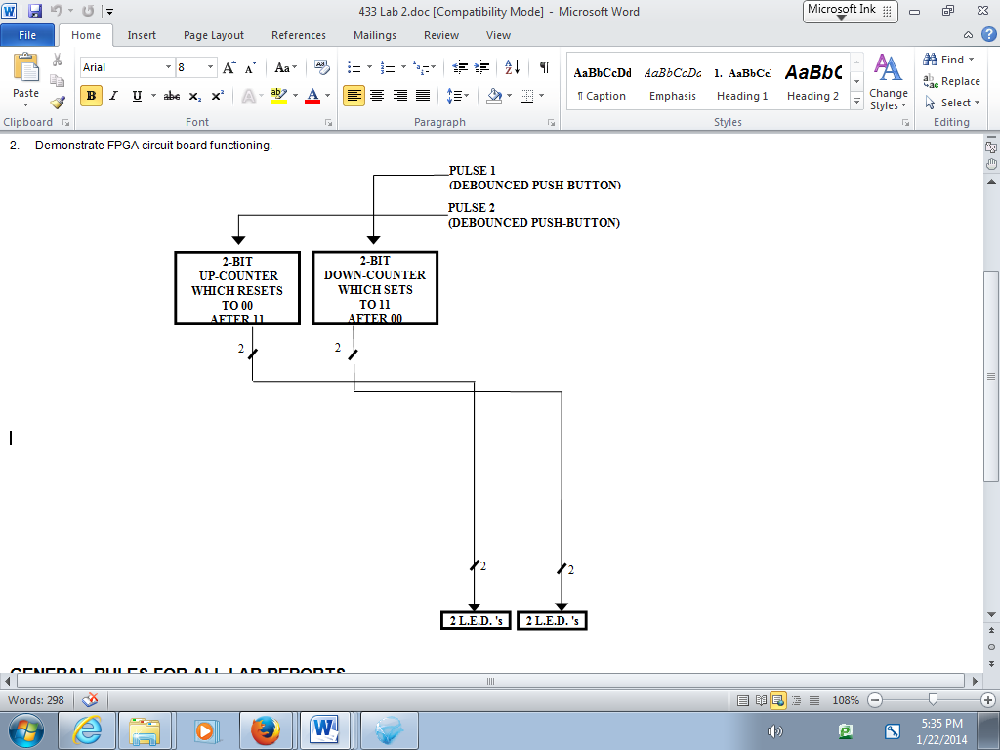 433 Lab 2.doc [Compatibility Mode] - Microsoft Word
Microsoft Ink
File Home Insert Page Layout References Mailings Review View
Paste
Arial 8
Aa
B I U abc x₂ x²
ab A
AaBbCcDd AaBbCcDc 1. AaBbCcI AaBbC
¶ Caption Emphasis Heading 1 Heading 2
Change Styles
Find
Replace
Select
Clipboard Font Paragraph Styles Editing
2. Demonstrate FPGA circuit board functioning.
PULSE 1
(DEBOUNCED PUSH-BUTTON)
PULSE 2
(DEBOUNCED PUSH-BUTTON)
2-BIT
UP-COUNTER
WHICH RESETS
TO 00
AFTER 11
2-BIT
DOWN-COUNTER
WHICH SETS
TO 11
AFTER 00
2 2
2 2
2 L.E.D. 's 2 L.E.D. 's
GENERAL RULES FOR ALL LAB REPORTS
Words: 298
108%
5:35 PM
1/22/2014